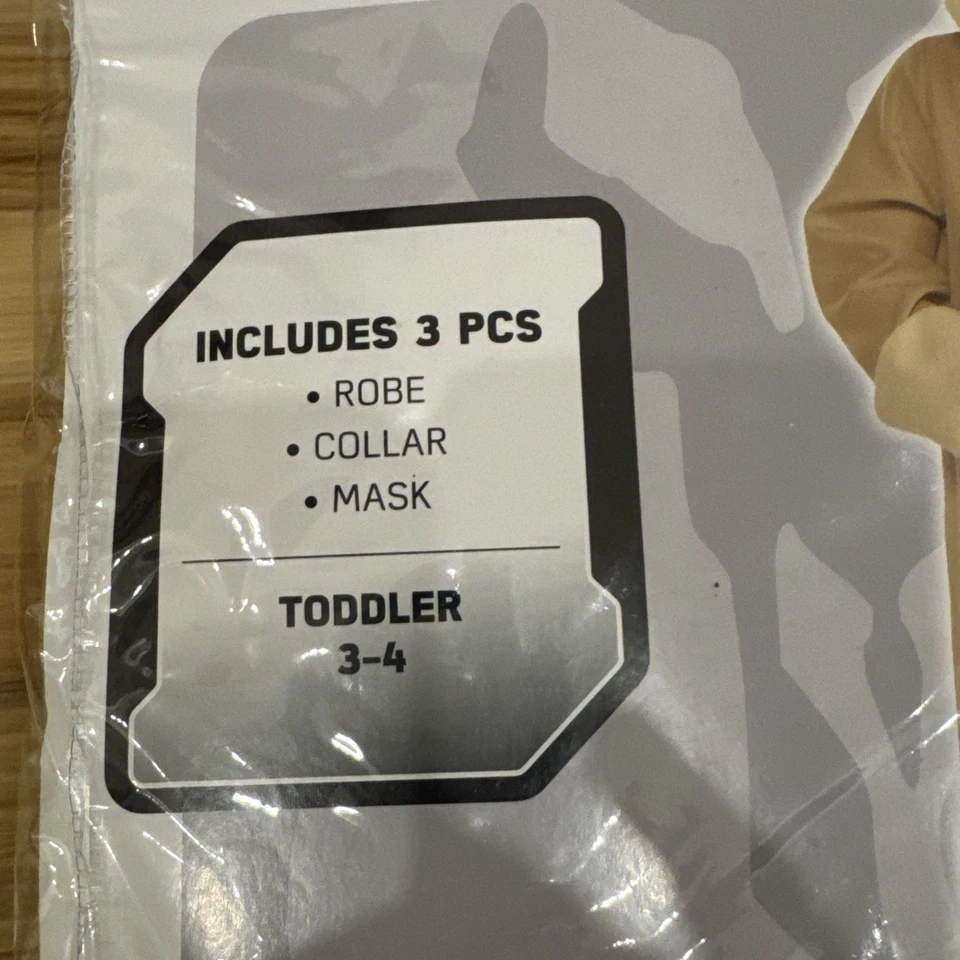 INCLUDES 3 PCS
• ROBE
• COLLAR
• MASK
TODDLER
3-4